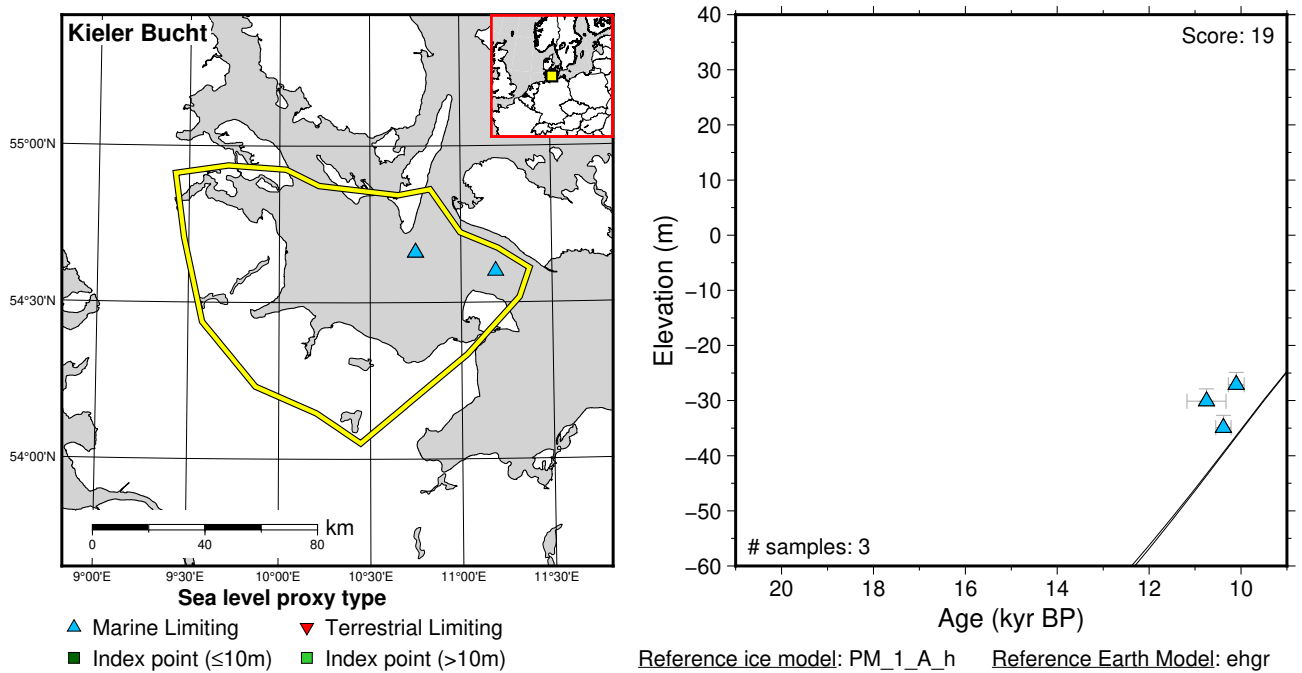 Kieler Bucht
55°00'N
54°30'N
54°00'N
km
0 40 80
9°00'E 9°30'E 10°00'E 10°30'E 11°00'E 11°30'E
Sea level proxy type
Marine Limiting
Terrestrial Limiting
Index point (≤10m)
Index point (>10m)
Score: 19
Elevation (m)
40
30
20
10
0
−10
−20
−30
−40
−50
−60
# samples: 3
20 18 16 14 12 10
Age (kyr BP)
Reference ice model: PM_1_A_h Reference Earth Model: ehgr